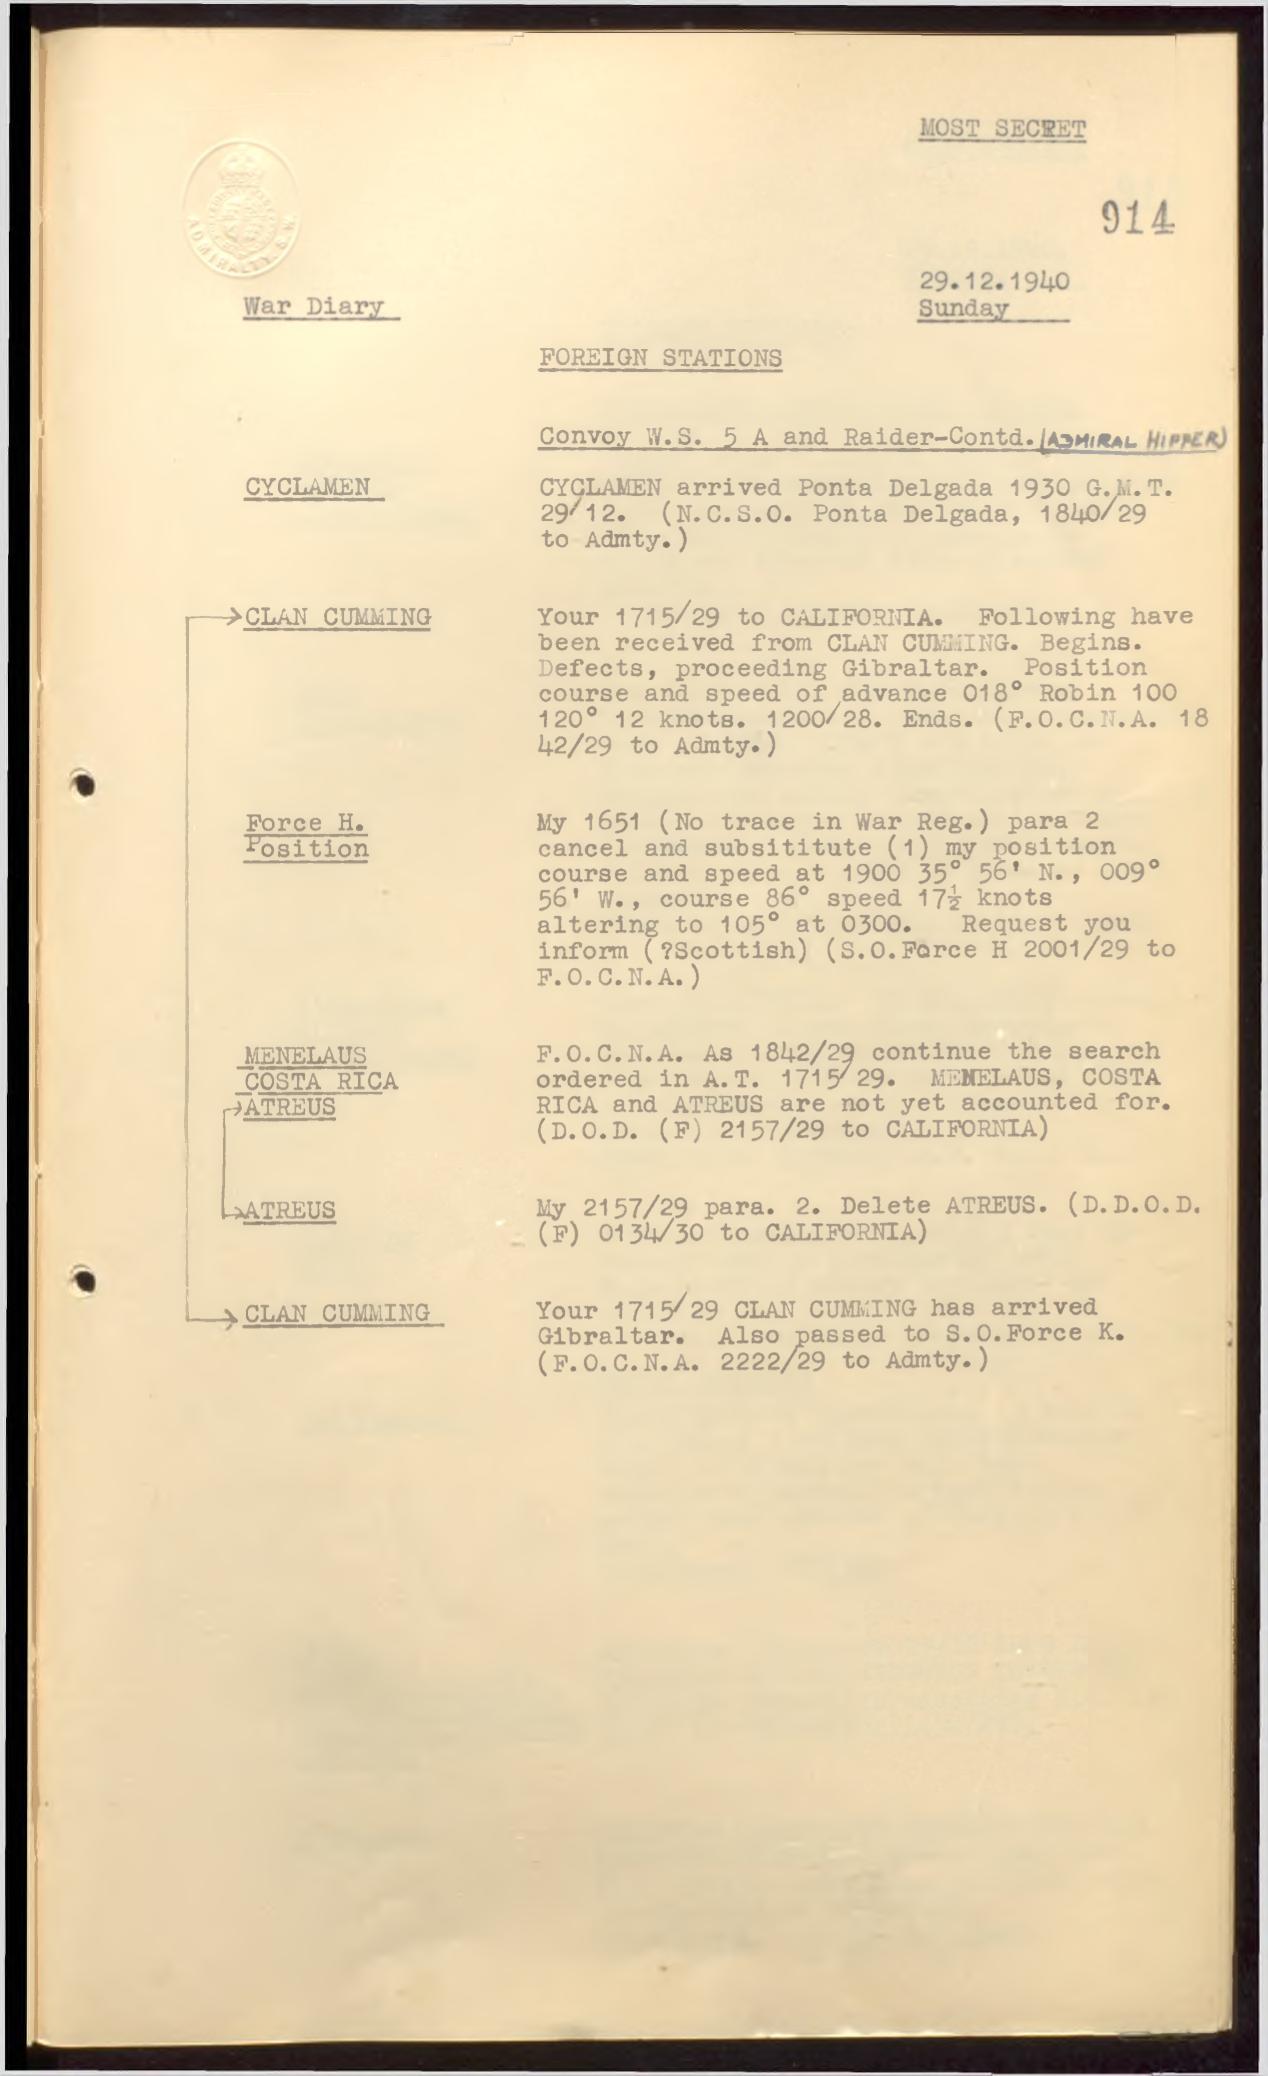 MOST SECRET
914
ADMIRALTY. S.W.
29.12.1940
War Diary
Sunday
FOREIGN STATIONS
Convoy W.S. 5 A and Raider-Contd. (ADMIRAL HIPPER)
CYCLAMEN
CYCLAMEN arrived Ponta Delgada 1930 G.M.T.
29/12. (N.C.S.O. Ponta Delgada, 1840/29
to Admty.)
CLAN CUMMING
Your 1715/29 to CALIFORNIA. Following have
been received from CLAN CUMMING. Begins.
Defects, proceeding Gibraltar. Position
course and speed of advance 018° Robin 100
120° 12 knots. 1200/28. Ends. (F.O.C.N.A. 18
42/29 to Admty.)
Force H.
Position
My 1651 (No trace in War Reg.) para 2
cancel and subsititute (1) my position
course and speed at 1900 35° 56' N., 009°
56' W., course 86° speed 17½ knots
altering to 105° at 0300. Request you
inform (?Scottish) (S.O.Force H 2001/29 to
F.O.C.N.A.)
MENELAUS
COSTA RICA
ATREUS
F.O.C.N.A. As 1842/29 continue the search
ordered in A.T. 1715/29. MENELAUS, COSTA
RICA and ATREUS are not yet accounted for.
(D.O.D. (F) 2157/29 to CALIFORNIA)
ATREUS
My 2157/29 para. 2. Delete ATREUS. (D.D.O.D.
(F) 0134/30 to CALIFORNIA)
CLAN CUMMING
Your 1715/29 CLAN CUMMING has arrived
Gibraltar. Also passed to S.O.Force K.
(F.O.C.N.A. 2222/29 to Admty.)